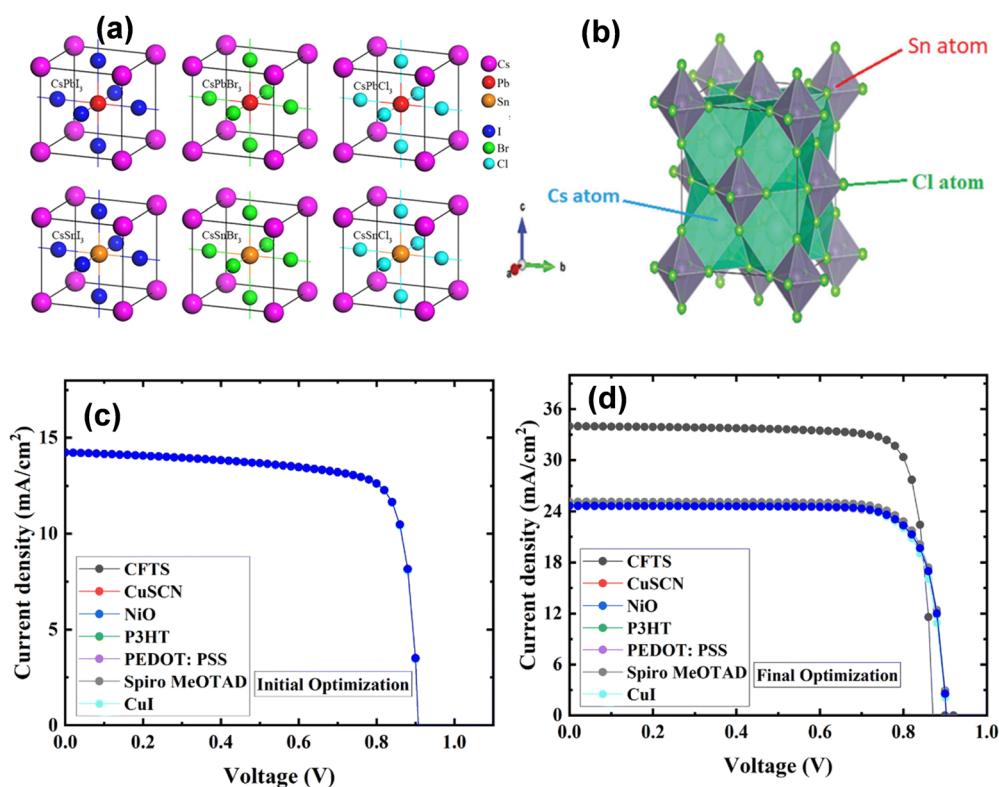 (a)
CsPbI3
CsPbBr3
CsPbCl3
Cs
Pb
Sn
I
Br
Cl
CsSnI3
CsSnBr3
CsSnCl3
(b)
Sn atom
Cl atom
Cs atom
c
a
b
(c)
Current density (mA/cm²)
15
10
5
0
CFTS
CuSCN
NiO
P3HT
PEDOT: PSS
Spiro MeOTAD
CuI
Initial Optimization
0.0 0.2 0.4 0.6 0.8 1.0
Voltage (V)
(d)
Current density (mA/cm²)
36
30
24
18
12
6
0
CFTS
CuSCN
NiO
P3HT
PEDOT: PSS
Spiro MeOTAD
CuI
Final Optimization
0.0 0.2 0.4 0.6 0.8 1.0
Voltage (V)